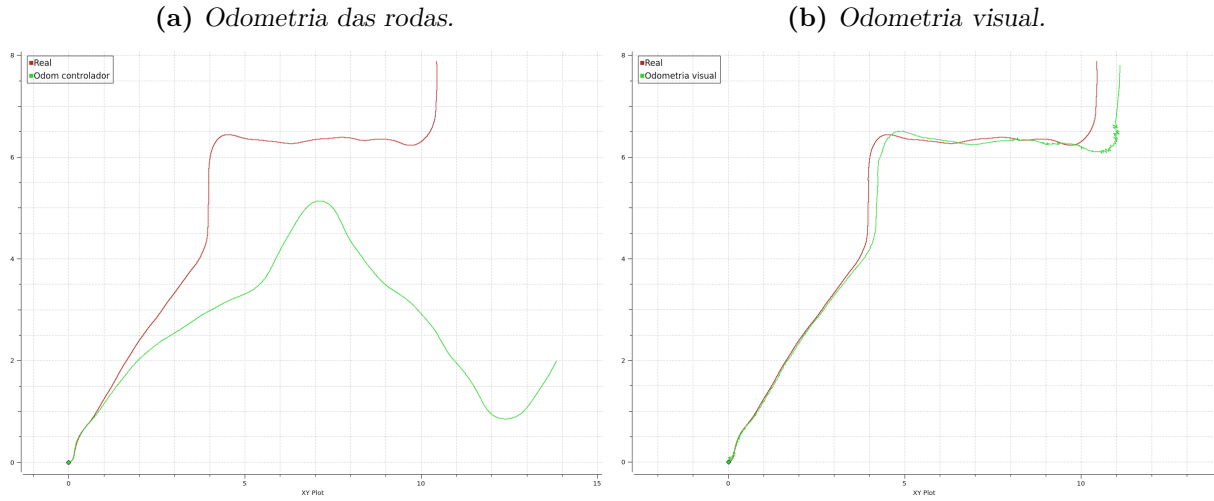 (a) Odometria das rodas.
(b) Odometria visual.
8
Real
Odom controlador
6
4
2
0
0
5
10
15
XY Plot
8
Real
Odometria visual
6
4
2
0
0
5
10
XY Plot